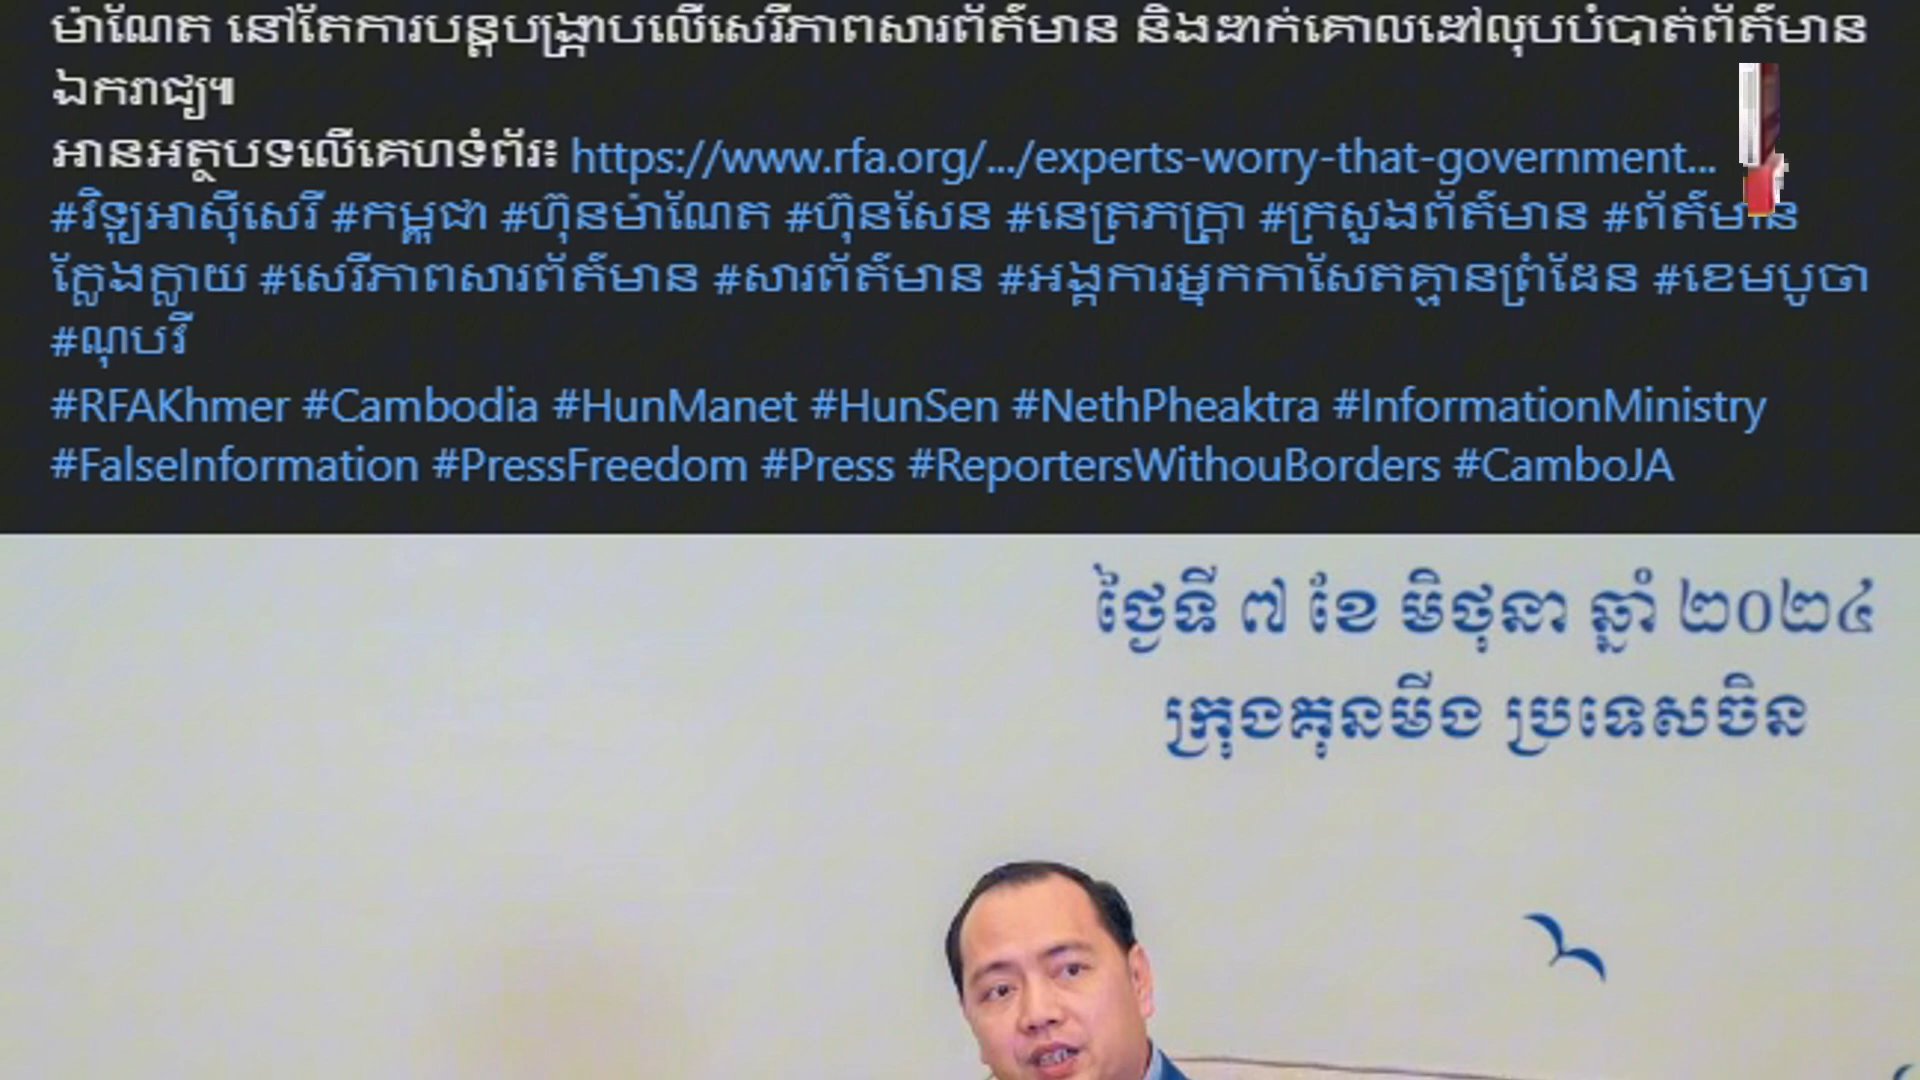 ម៉ាណែត នៅតែការបន្តបង្ក្រាបលើសេរីភាពសារព័ត៌មាន និងដាក់គោលដៅលុបបំបាត់ព័ត៌មាន
ឯករាជ្យ៕
អានអត្ថបទលើគេហទំព័រ៖ https://www.rfa.org/.../experts-worry-that-government...
#វិទ្យុអាស៊ីសេរី #កម្ពុជា #ហ៊ុនម៉ាណែត #ហ៊ុនសែន #នេត្រភក្ត្រា #ក្រសួងព័ត៌មាន #ព័ត៌មាន
ក្លែងក្លាយ #សេរីភាពសារព័ត៌មាន #សារព័ត៌មាន #អង្គការអ្នកកាសែតគ្មានព្រំដែន #ខេមបូចា
#ណុបវី
#RFAKhmer #Cambodia #HunManet #HunSen #NethPheaktra #InformationMinistry
#FalseInformation #PressFreedom #Press #ReportersWithouBorders #CamboJA
ថ្ងៃទី ៧ ខែ មិថុនា ឆ្នាំ ២០២៤
ក្រុងគុនមីង ប្រទេសចិន